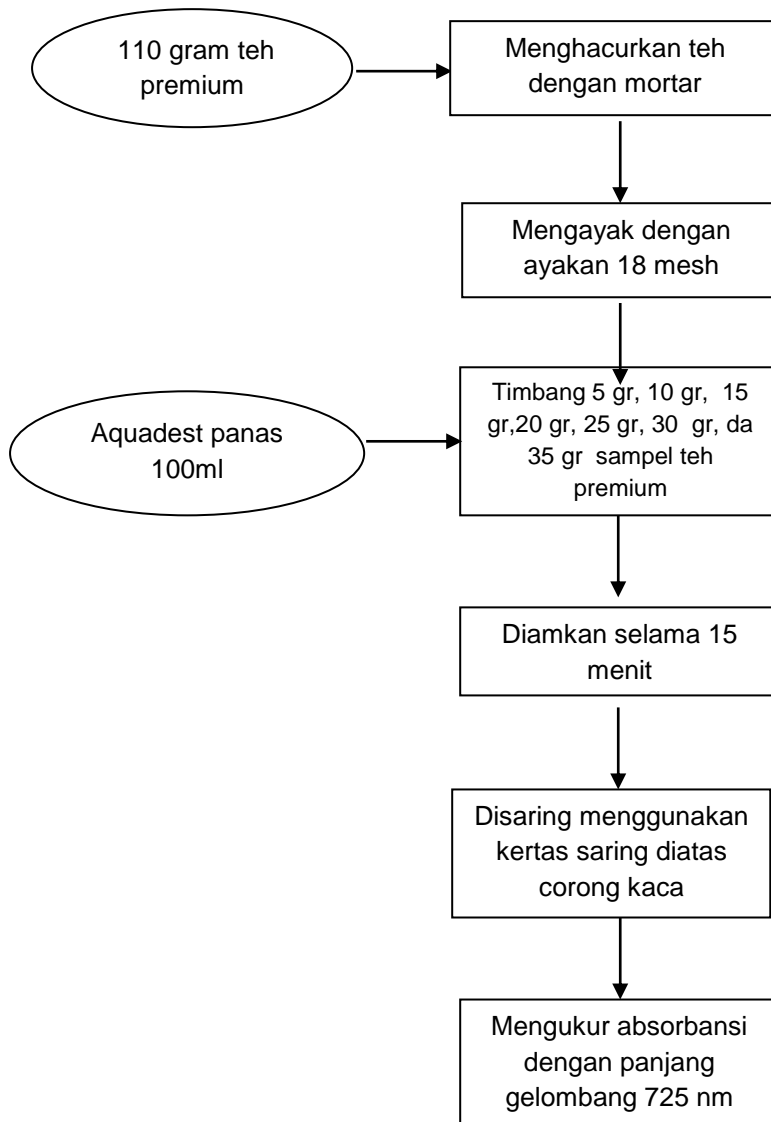 110 gram teh
premium
Menghacurkan teh
dengan mortar
Mengayak dengan
ayakan 18 mesh
Aquadest panas
100ml
Timbang 5 gr, 10 gr, 15
gr,20 gr, 25 gr, 30 gr, da
35 gr sampel teh
premium
Diamkan selama 15
menit
Disaring menggunakan
kertas saring diatas
corong kaca
Mengukur absorbansi
dengan panjang
gelombang 725 nm